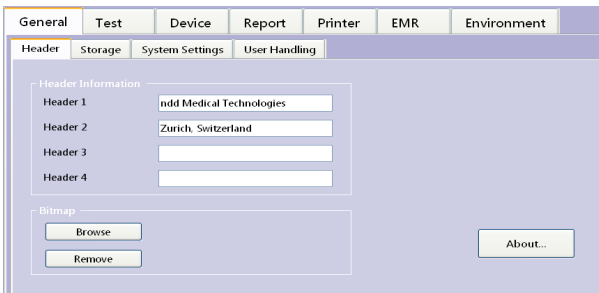 General Test Device Report Printer EMR Environment
Header Storage System Settings User Handling
Header Information
Header 1 ndd Medical Technologies
Header 2 Zurich, Switzerland
Header 3
Header 4
Bitmap
Browse
About...
Remove